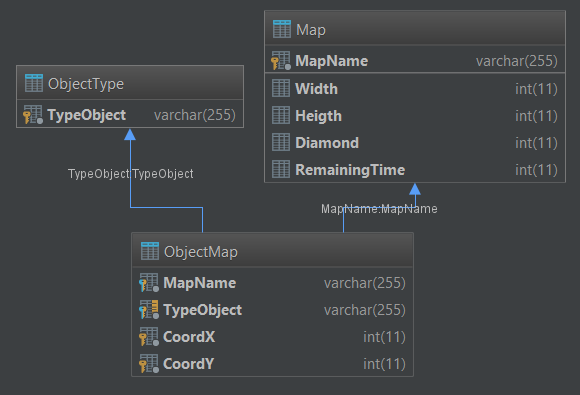 Map
MapName varchar(255)
Width int(11)
Heigth int(11)
Diamond int(11)
RemainingTime int(11)
ObjectType
TypeObject varchar(255)
TypeObject:TypeObject
MapName:MapName
ObjectMap
MapName varchar(255)
TypeObject varchar(255)
CoordX int(11)
CoordY int(11)